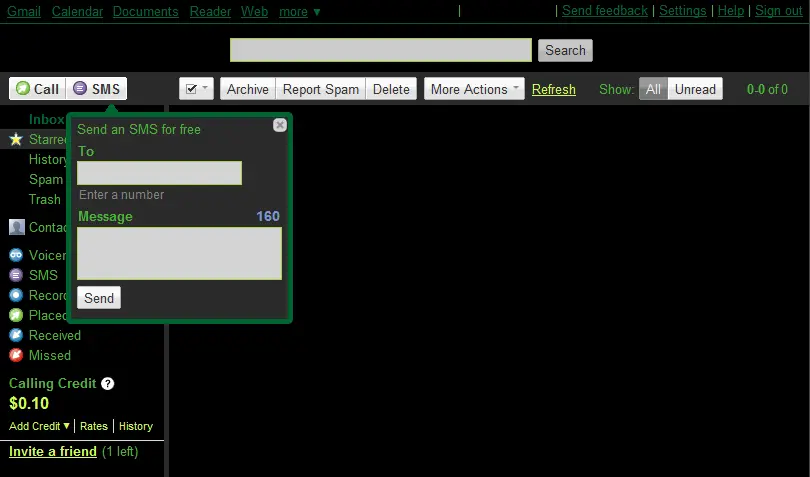 Gmail Calendar Documents Reader Web more ▼ | | Send feedback | Settings | Help | Sign out
Search
Call SMS Archive Report Spam Delete More Actions Refresh Show: All Unread 0-0 of 0
Inbox
Send an SMS for free
Starred
To
History
Spam
Enter a number
Trash
Message 160
Contac
Voicem
SMS
Record
Send
Placed
Received
Missed
Calling Credit ?
$0.10
Add Credit ▼ | Rates | History
Invite a friend (1 left)